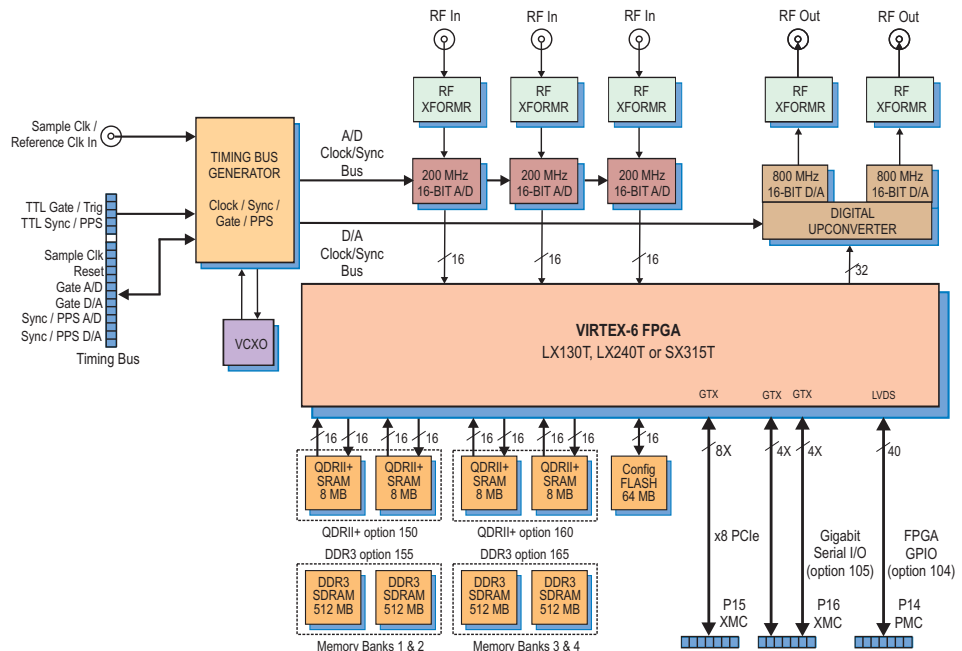 RF In
RF In
RF In
RF Out
RF Out
RF
XFORMR
RF
XFORMR
RF
XFORMR
RF
XFORMR
RF
XFORMR
Sample Clk /
Reference Clk In
TIMING BUS
GENERATOR
Clock / Sync /
Gate / PPS
A/D
Clock/Sync
Bus
200 MHz
16-BIT A/D
200 MHz
16-BIT A/D
200 MHz
16-BIT A/D
800 MHz
16-BIT D/A
800 MHz
16-BIT D/A
DIGITAL
UPCONVERTER
TTL Gate / Trig
TTL Sync / PPS
Sample Clk
Reset
Gate A/D
Gate D/A
Sync / PPS A/D
Sync / PPS D/A
Timing Bus
D/A
Clock/Sync
Bus
VCXO
16
16
16
32
VIRTEX-6 FPGA
LX130T, LX240T or SX315T
GTX
GTX
GTX
LVDS
16
16
16
16
16
16
16
16
16
8X
4X
4X
40
QDRII+
SRAM
8 MB
QDRII+
SRAM
8 MB
QDRII+
SRAM
8 MB
QDRII+
SRAM
8 MB
Config
FLASH
64 MB
QDRII+ option 150
QDRII+ option 160
DDR3 option 155
DDR3 option 165
DDR3
SDRAM
512 MB
DDR3
SDRAM
512 MB
DDR3
SDRAM
512 MB
DDR3
SDRAM
512 MB
Memory Banks 1 & 2
Memory Banks 3 & 4
x8 PCIe
Gigabit
Serial I/O
(option 105)
FPGA
GPIO
(option 104)
P15
XMC
P16
XMC
P14
PMC